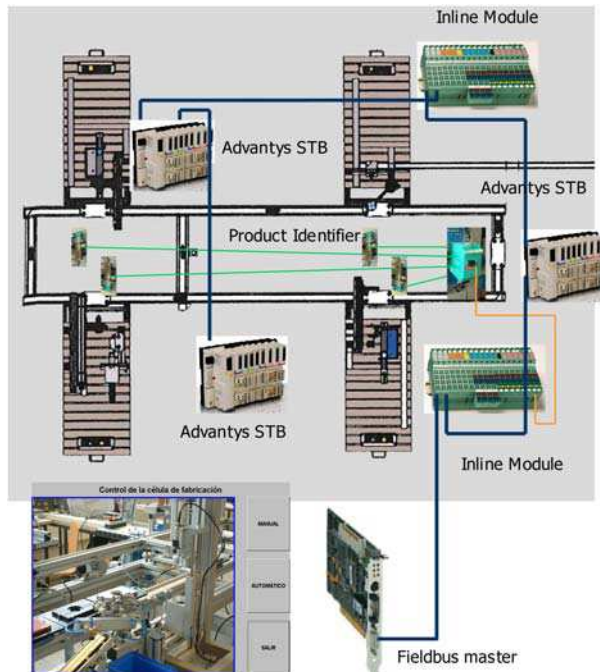 Inline Module
Advantys STB
Advantys STB
Product Identifier
Advantys STB
Inline Module
Control de la célula de fabricación
MANUAL
AUTOMÁTICO
SALIR
Fieldbus master